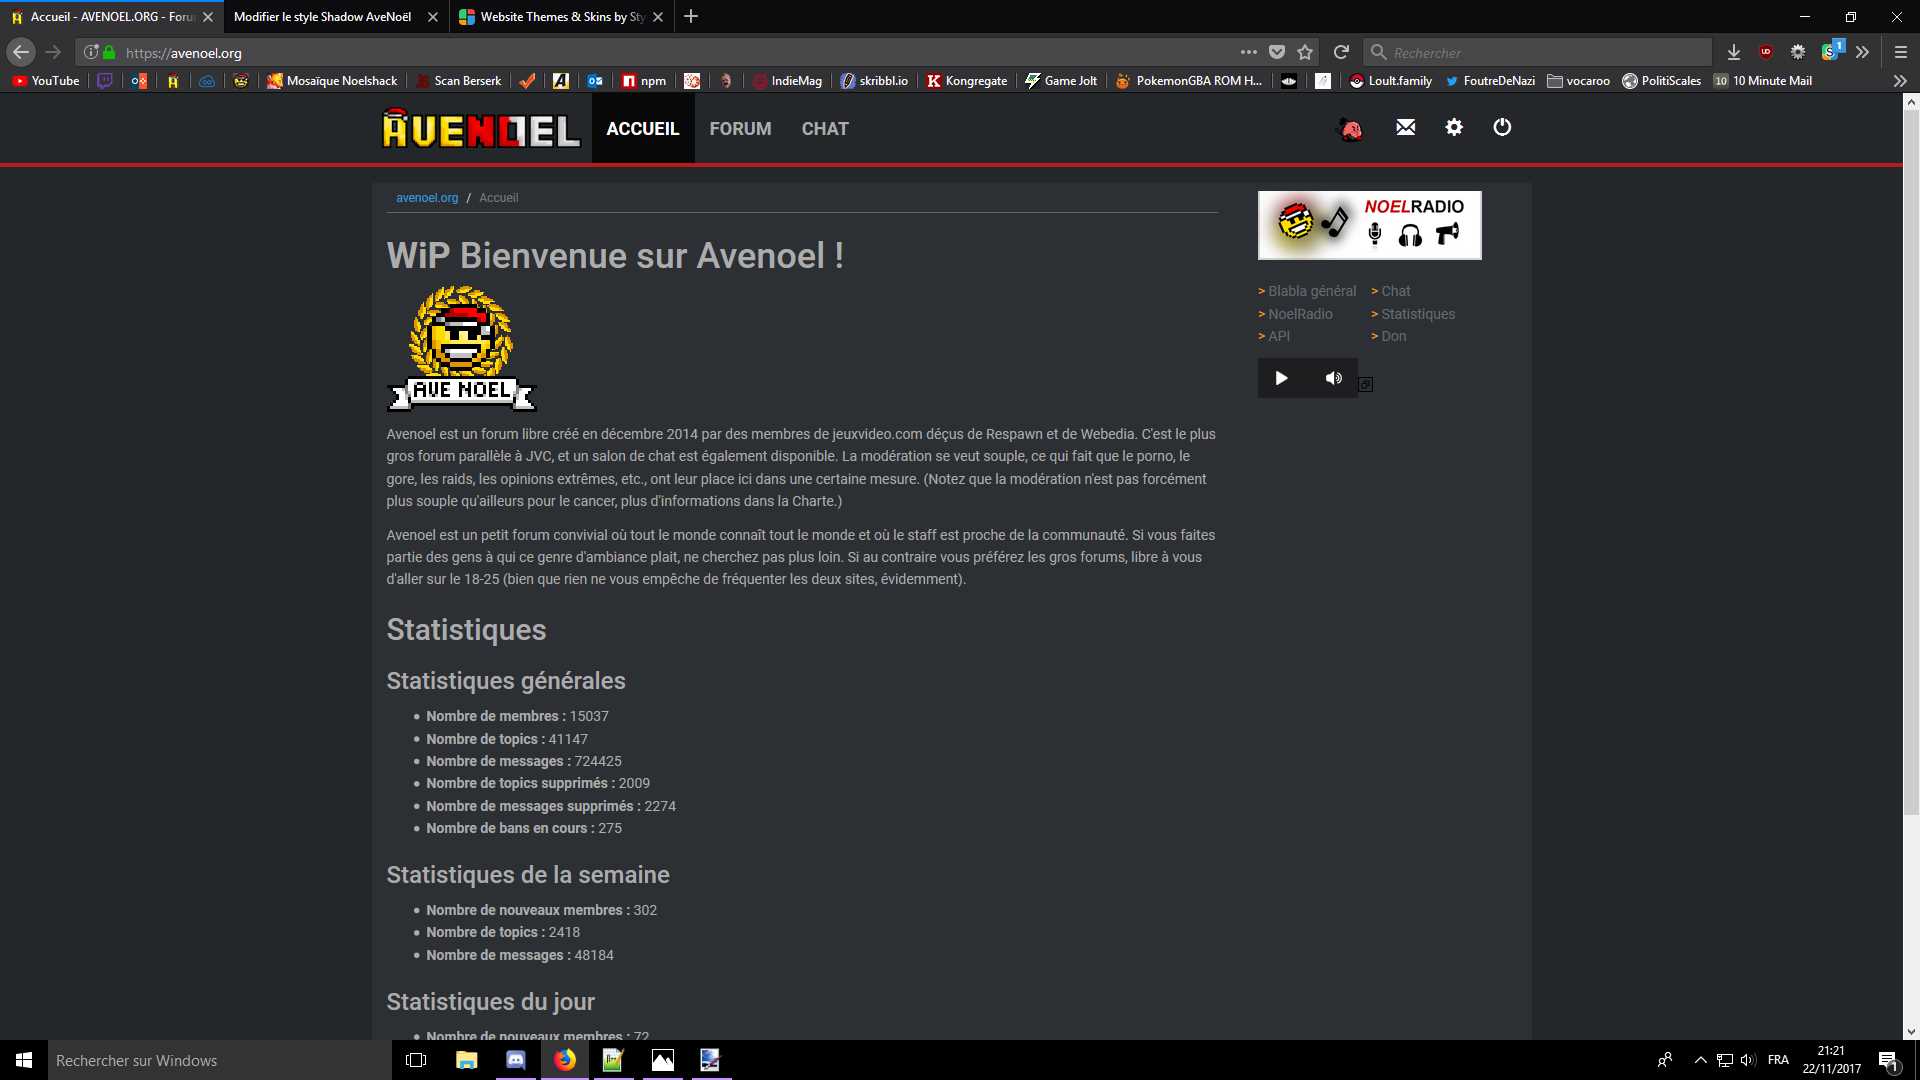 Accueil - AVENOEL.ORG - Foru
Modifier le style Shadow AveNoël
Website Themes & Skins by Sty
https://avenoel.org
Rechercher
1
YouTube
Mosaïque Noelshack
Scan Berserk
npm
IndieMag
skribbl.io
Kongregate
Game Jolt
PokemonGBA ROM H...
Loult.family
FoutreDeNazi
vocaroo
PolitiScales
10 10 Minute Mail
AVENOEL
ACCUEIL
FORUM
CHAT
avenoel.org / Accueil
WiP Bienvenue sur Avenoel !
AVE NOEL
Avenoel est un forum libre créé en décembre 2014 par des membres de jeuxvideo.com déçus de Respawn et de Webedia. C'est le plus
gros forum parallèle à JVC, et un salon de chat est également disponible. La modération se veut souple, ce qui fait que le porno, le
gore, les raids, les opinions extrêmes, etc., ont leur place ici dans une certaine mesure. (Notez que la modération n'est pas forcément
plus souple qu'ailleurs pour le cancer, plus d'informations dans la Charte.)
Avenoel est un petit forum convivial où tout le monde connaît tout le monde et où le staff est proche de la communauté. Si vous faites
partie des gens à qui ce genre d'ambiance plait, ne cherchez pas plus loin. Si au contraire vous préférez les gros forums, libre à vous
d'aller sur le 18-25 (bien que rien ne vous empêche de fréquenter les deux sites, évidemment).
Statistiques
Statistiques générales
Nombre de membres : 15037
Nombre de topics : 41147
Nombre de messages : 724425
Nombre de topics supprimés : 2009
Nombre de messages supprimés : 2274
Nombre de bans en cours : 275
Statistiques de la semaine
Nombre de nouveaux membres : 302
Nombre de topics : 2418
Nombre de messages : 48184
Statistiques du jour
Nombre de nouveaux membres : 72
NOELRADIO
> Blabla général > Chat
> NoelRadio > Statistiques
> API > Don
Rechercher sur Windows
FRA
21:21
22/11/2017
1